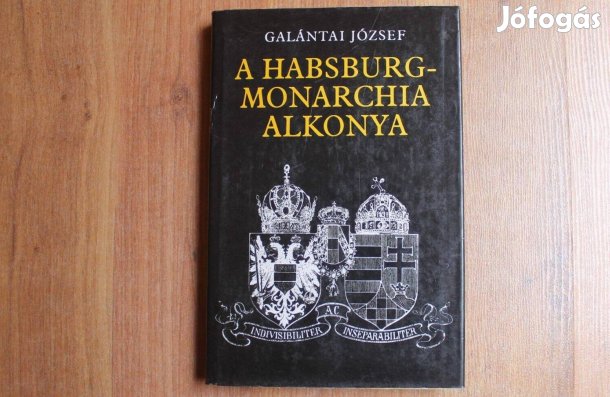 Jófogás
GALÁNTAI JÓZSEF
A HABSBURG-
MONARCHIA
ALKONYA
INDIVISIBILITER AC INSEPARABILITER